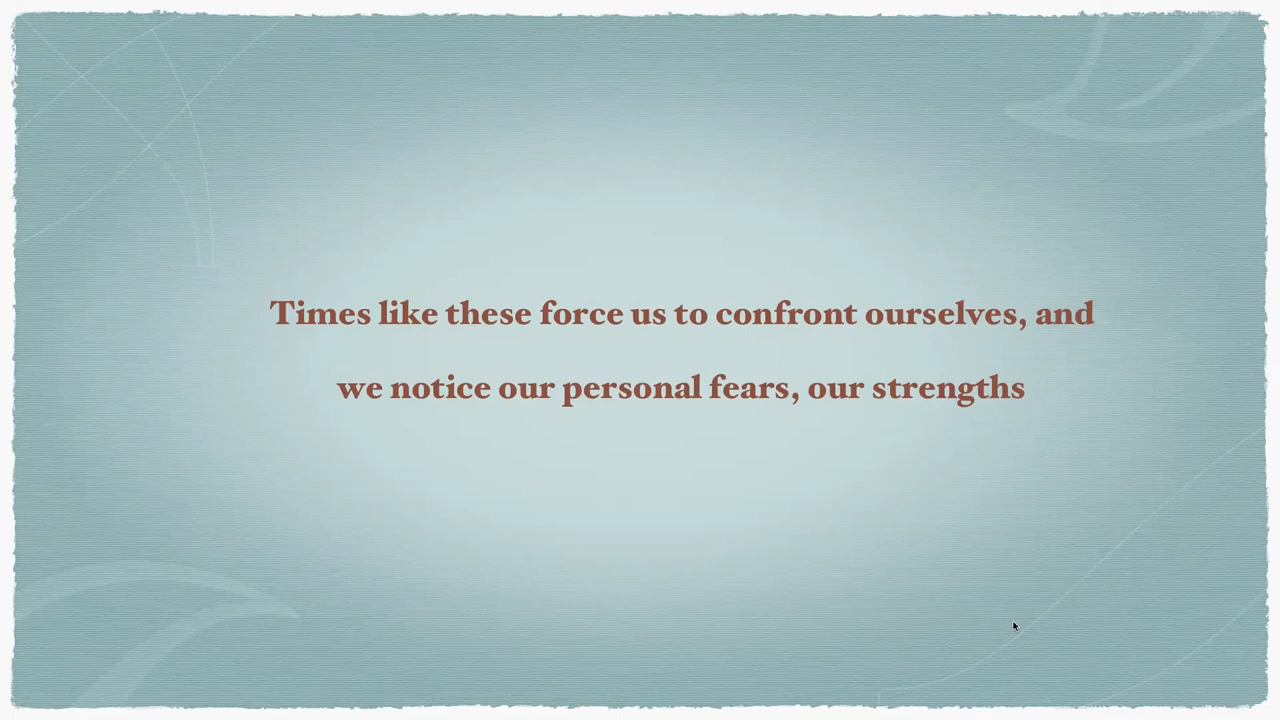 Times like these force us to confront ourselves, and
we notice our personal fears, our strengths